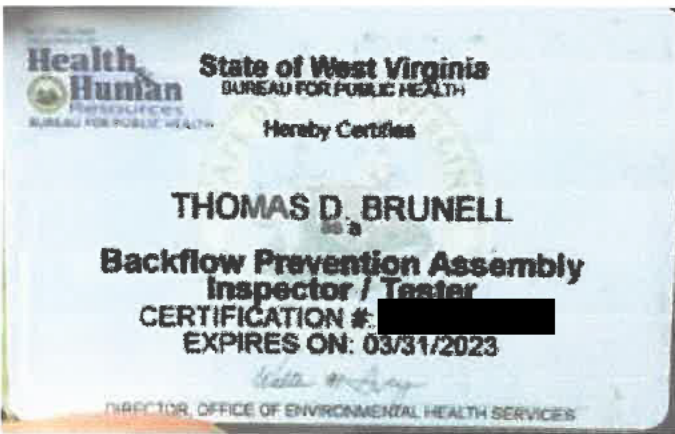 Health
Human
Resources
BUREAU FOR PUBLIC HEALTH
State of West Virginia
BUREAU FOR PUBLIC HEALTH
Hereby Certifies
THOMAS D. BRUNELL
as a
Backflow Prevention Assembly
Inspector / Tester
CERTIFICATION #:
EXPIRES ON: 03/31/2023
DIRECTOR, OFFICE OF ENVIRONMENTAL HEALTH SERVICES